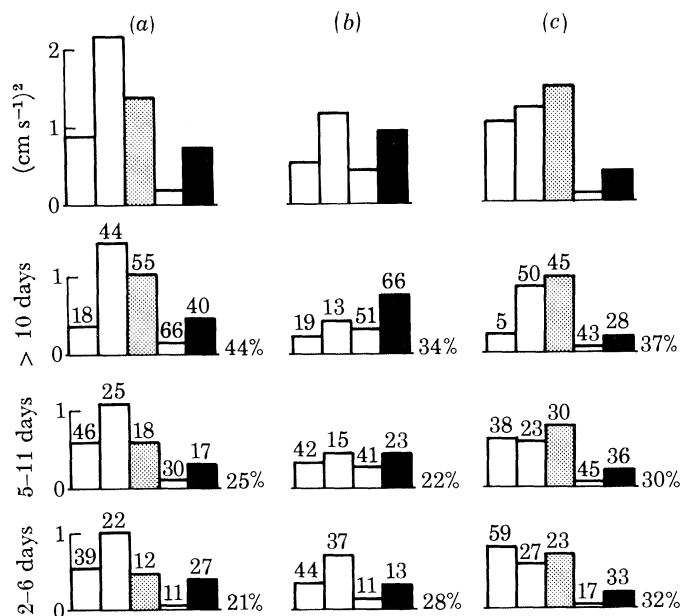 (a) (b) (c)
(cm s⁻¹)²
2
1
0
> 10 days
1
0
18 44 55 66 40 44%
19 13 51 66 34%
5 50 45 43 28 37%
5–11 days
1
0
46 25 18 30 17 25%
42 15 41 23 22%
38 23 30 45 36 30%
2–6 days
1
0
39 22 12 11 27 21%
44 37 11 13 28%
59 27 23 17 33 32%